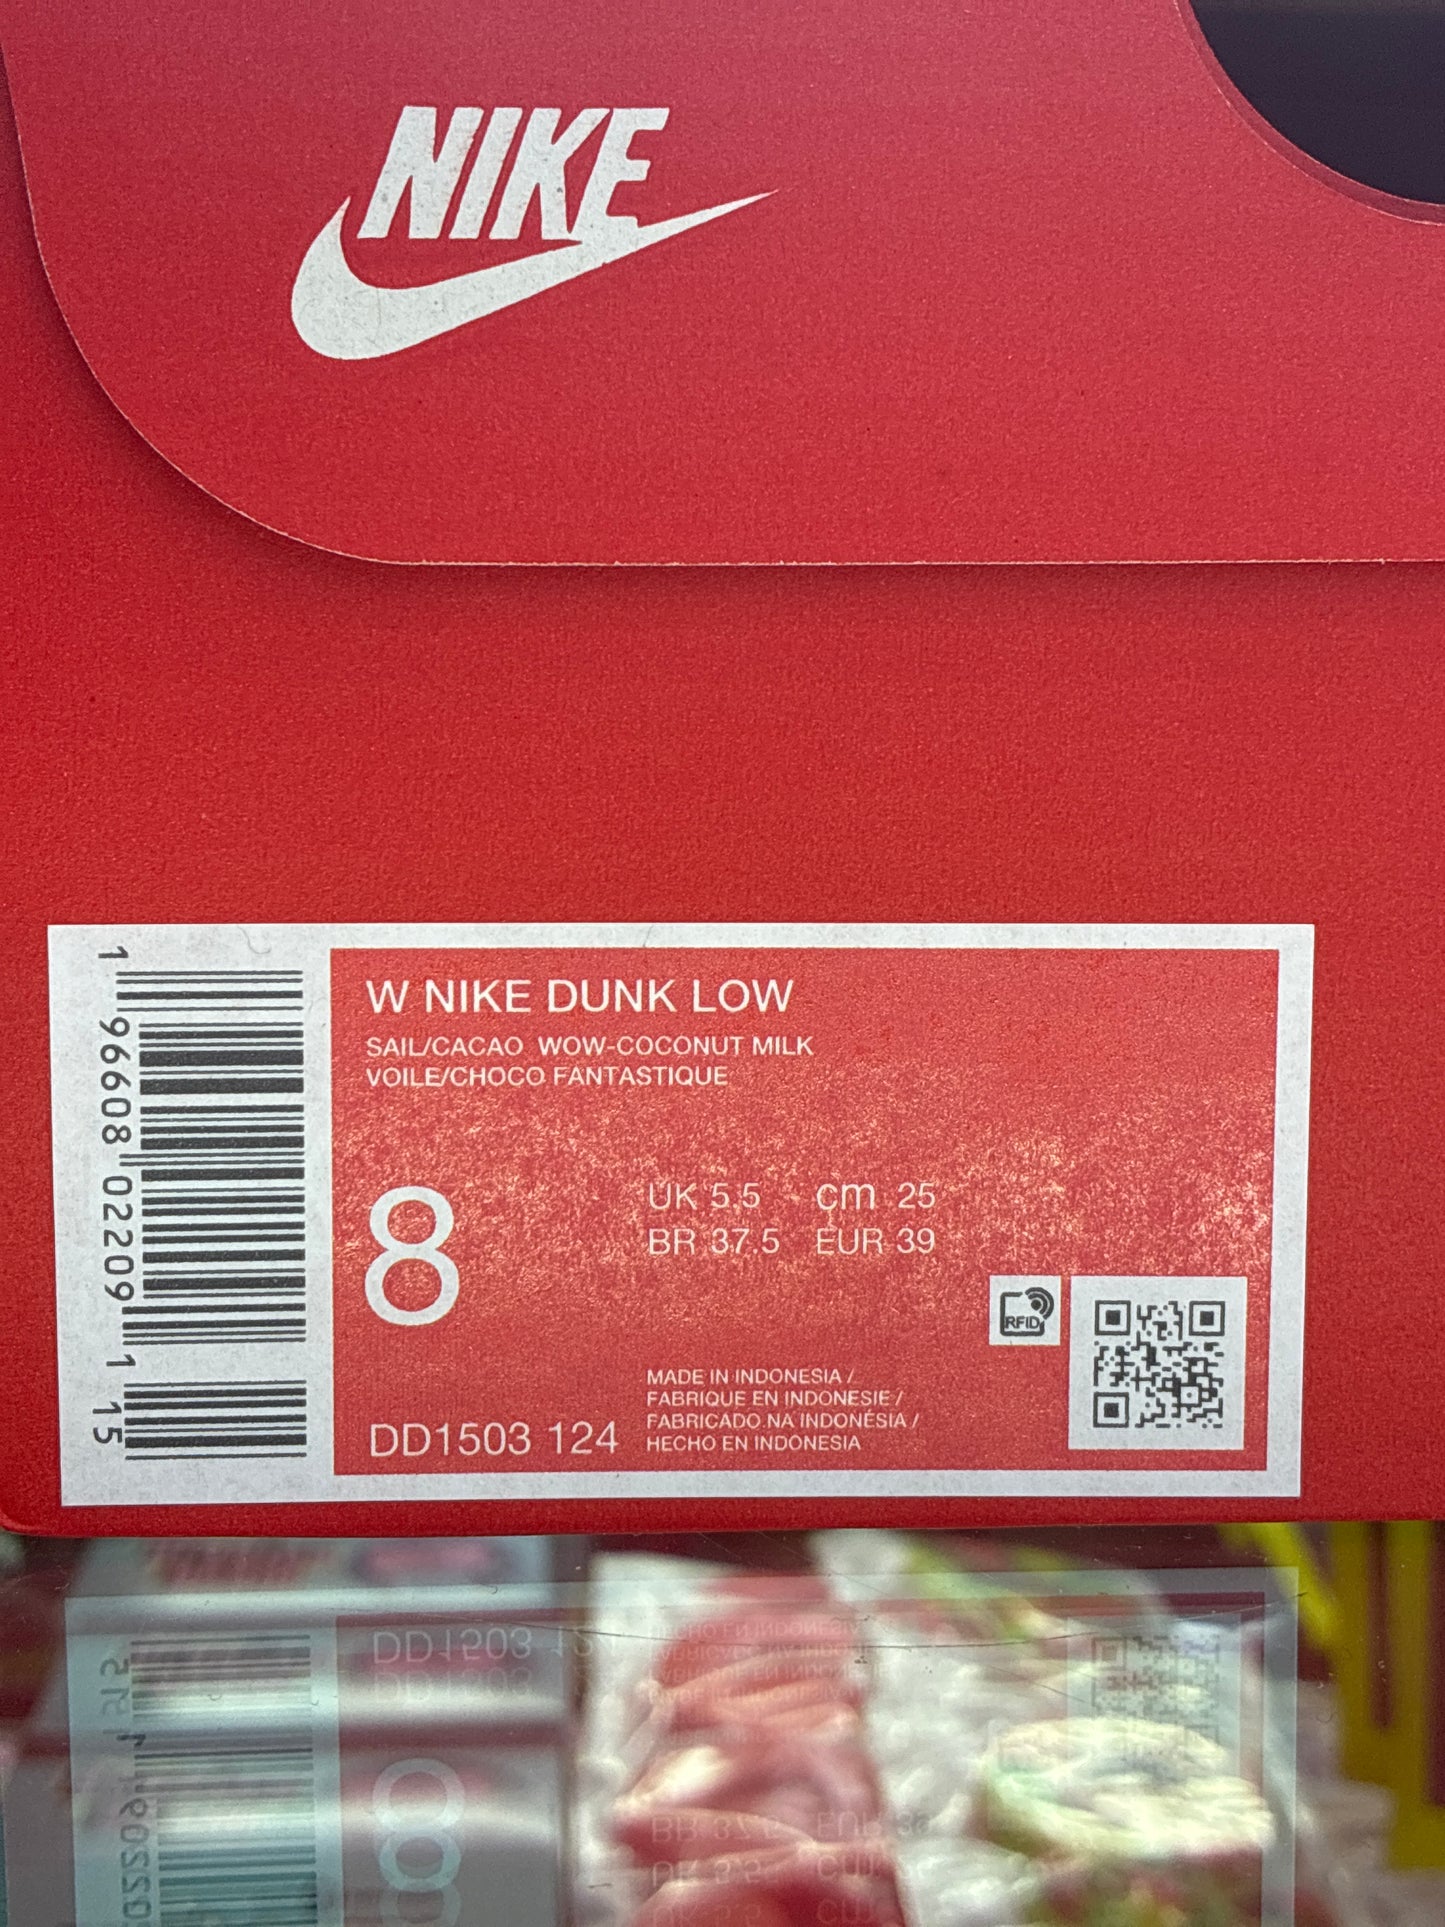 NIKE
W NIKE DUNK LOW
SAIL/CACAO WOW-COCONUT MILK
VOILE/CHOCO FANTASTIQUE
8
UK 5.5 cm 25
BR 37.5 EUR 39
RFID
MADE IN INDONESIA /
FABRIQUE EN INDONESIE /
FABRICADO NA INDONÉSIA /
HECHO EN INDONESIA
DD1503 124
1 96608 02209 1 15